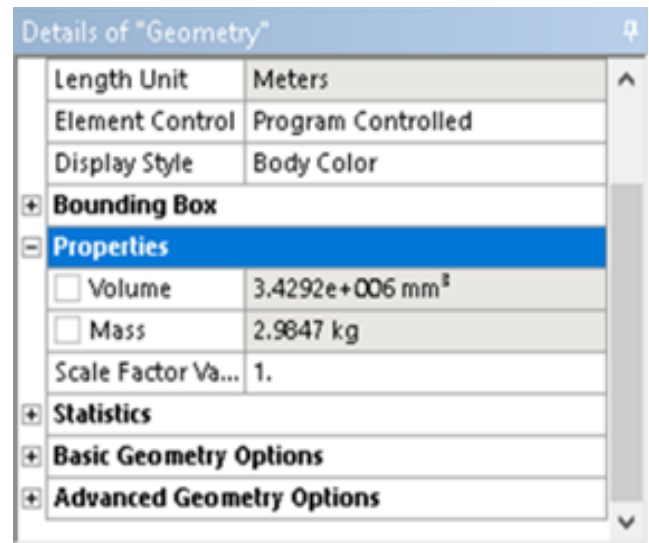 Details of "Geometry"
Length Unit Meters
Element Control Program Controlled
Display Style Body Color
Bounding Box
Properties
Volume 3.4292e+006 mm³
Mass 2.9847 kg
Scale Factor Va... 1.
Statistics
Basic Geometry Options
Advanced Geometry Options